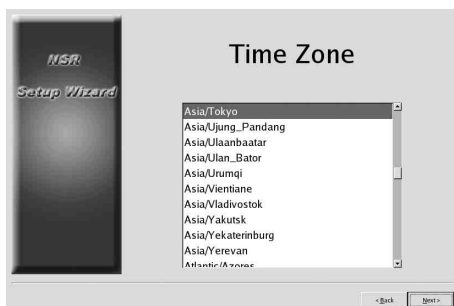 NSR
Setup Wizard
Time Zone
Asia/Tokyo
Asia/Ujung_Pandang
Asia/Ulaanbaatar
Asia/Ulan_Bator
Asia/Urumqi
Asia/Vientiane
Asia/Vladivostok
Asia/Yakutsk
Asia/Yekaterinburg
Asia/Yerevan
Atlantic/Azores
< Back
Next >